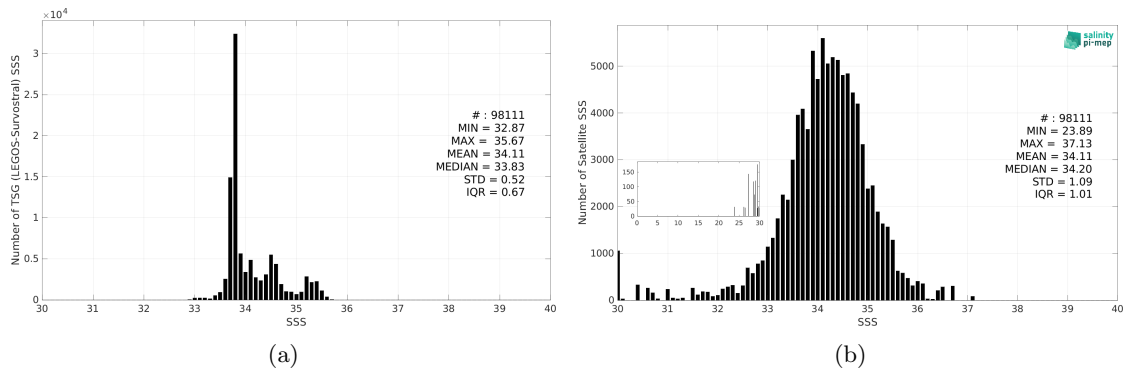 ×10⁴
3
2.5
2
1.5
1
0.5
0
30 31 32 33 34 35 36 37 38 39 40
SSS
Number of TSG (LEGOS-Survostral) SSS
# : 98111
MIN = 32.87
MAX = 35.67
MEAN = 34.11
MEDIAN = 33.83
STD = 0.52
IQR = 0.67
(a)
salinity
pi-mep
5000
4000
3000
2000
1000
0
30 31 32 33 34 35 36 37 38 39 40
SSS
Number of Satellite SSS
150
100
50
0
0 5 10 15 20 25 30
# : 98111
MIN = 23.89
MAX = 37.13
MEAN = 34.11
MEDIAN = 34.20
STD = 1.09
IQR = 1.01
(b)